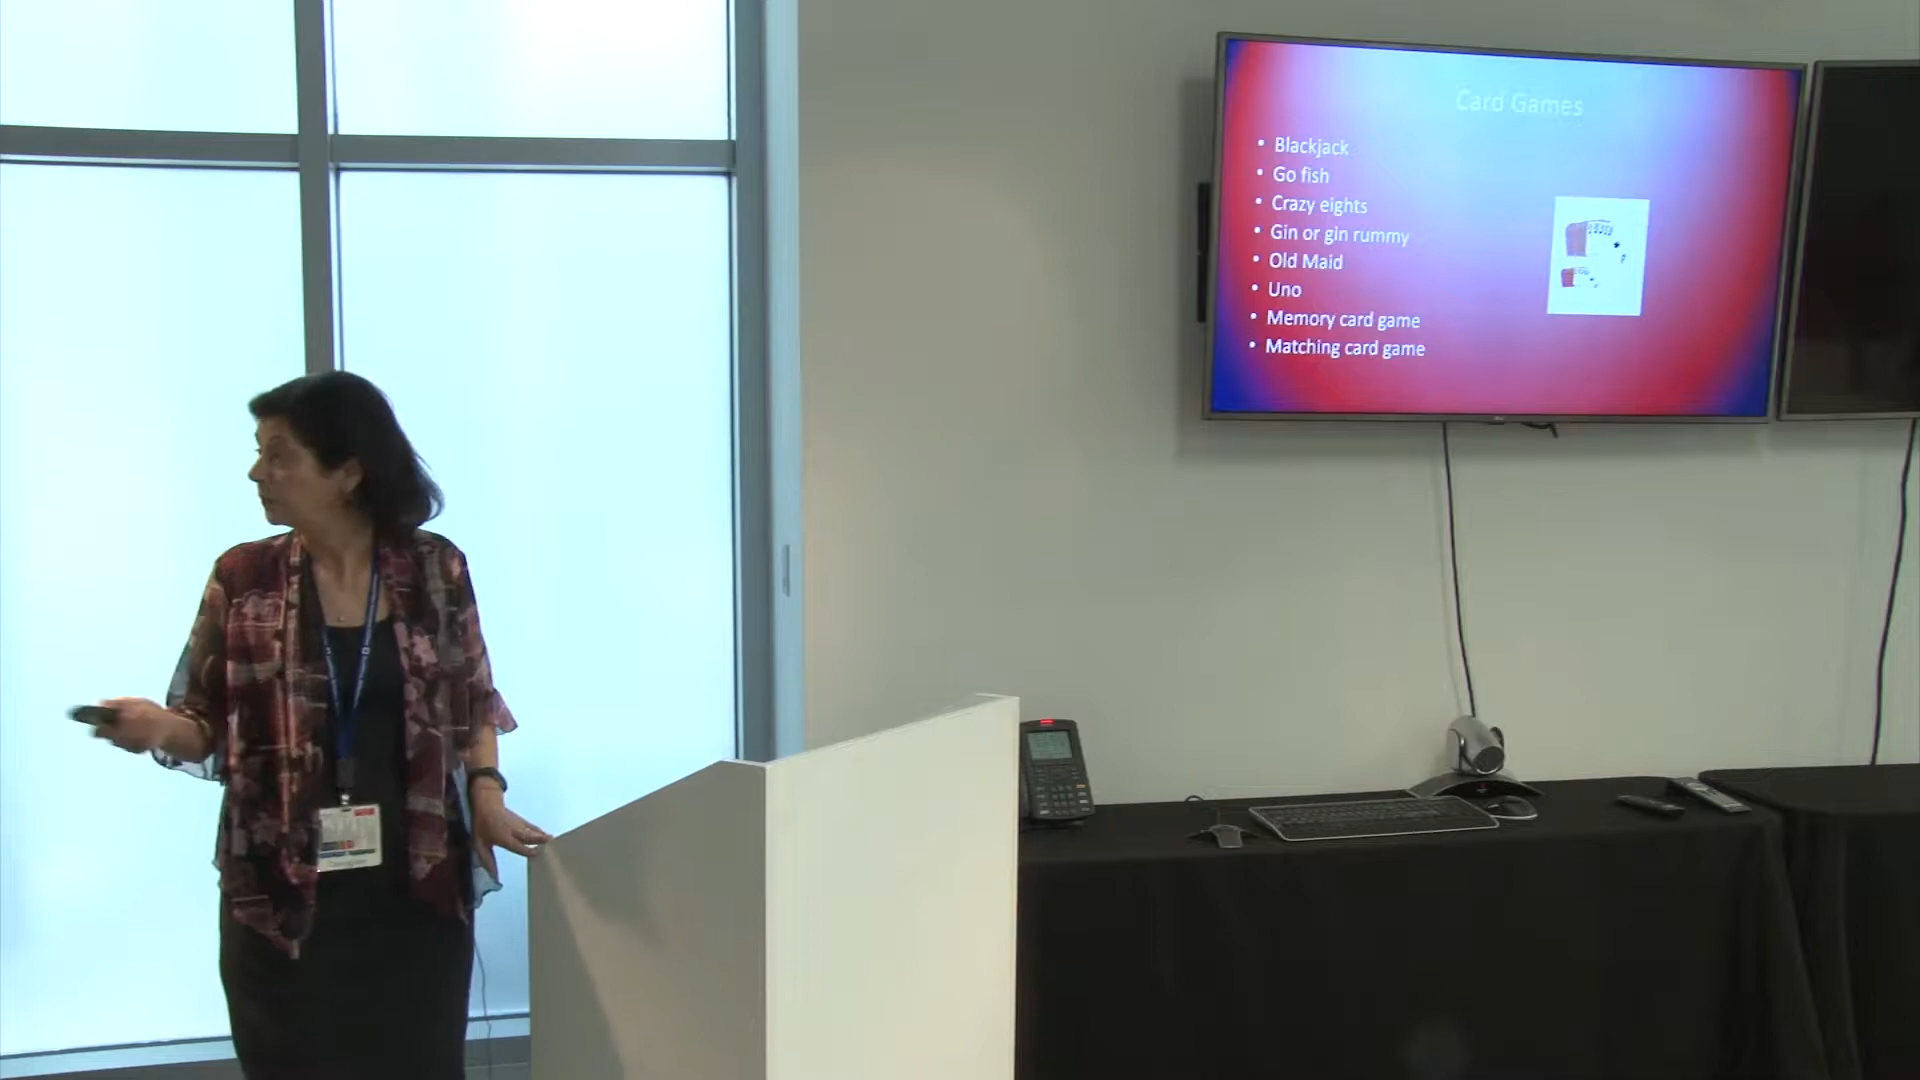 Card Games
• Blackjack
• Go fish
• Crazy eights
• Gin or gin rummy
• Old Maid
• Uno
• Memory card game
• Matching card game